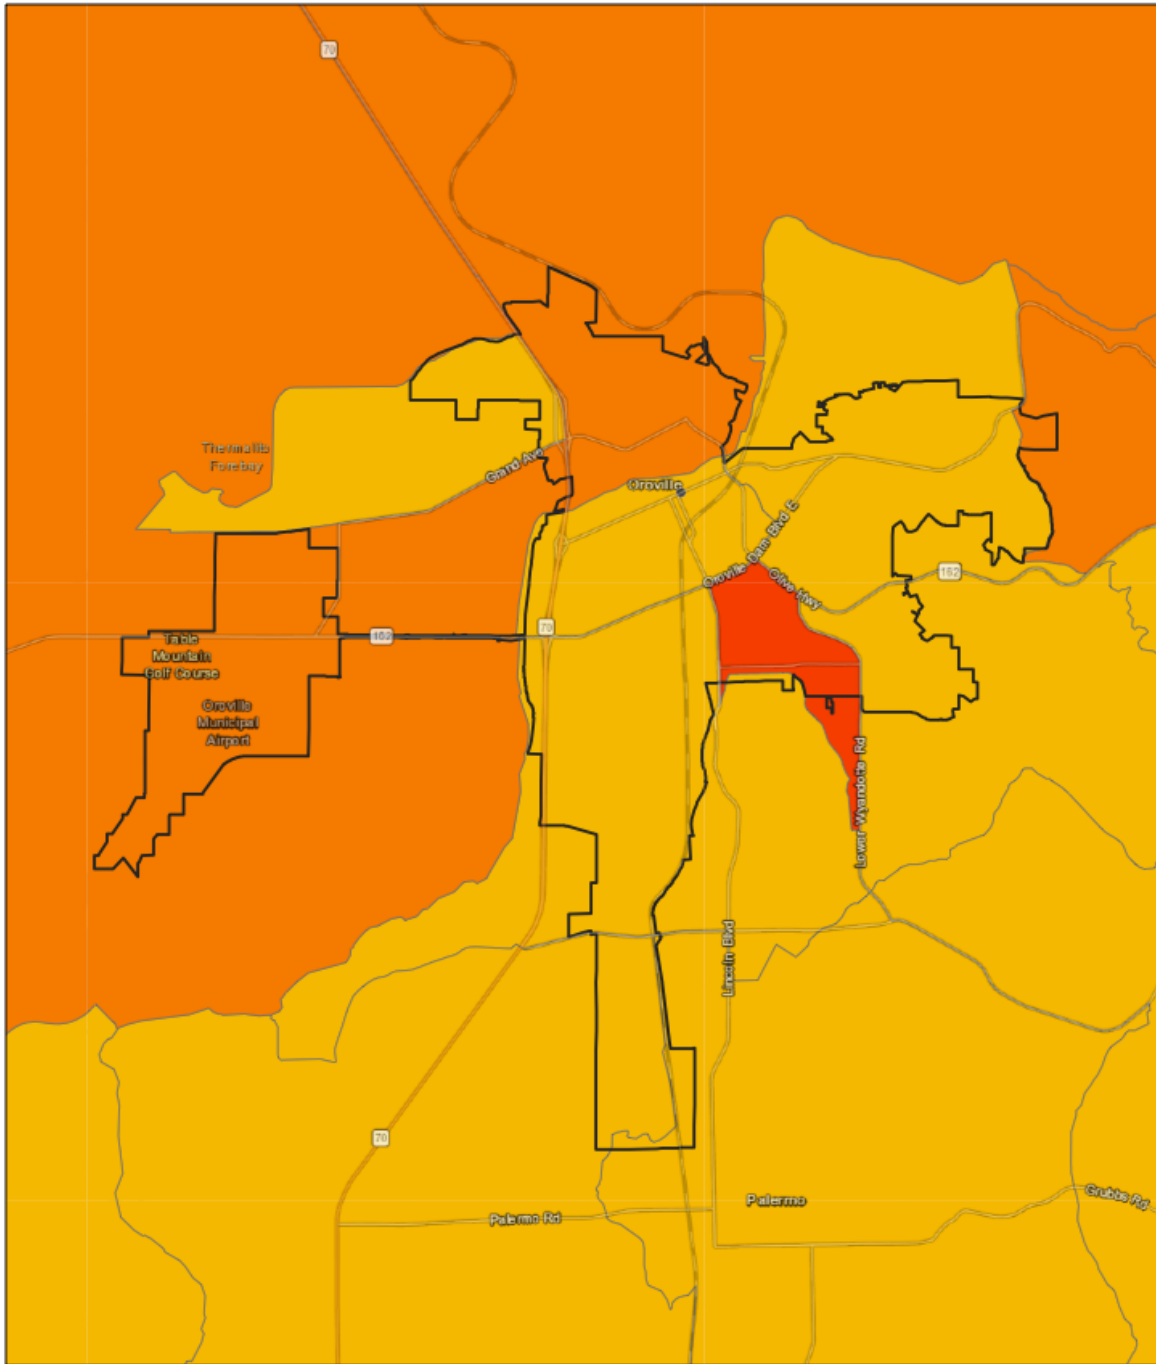 70
Thermalito
Forebay
Grand Ave
Oroville
Oroville Dam Blvd E
Olive Hwy
162
70
162
Table
Mountain
Golf Course
Oroville
Municipal
Airport
Lower Wyandotte Rd
Lincoln Blvd
70
Palermo
Grubbs Rd
Palermo Rd